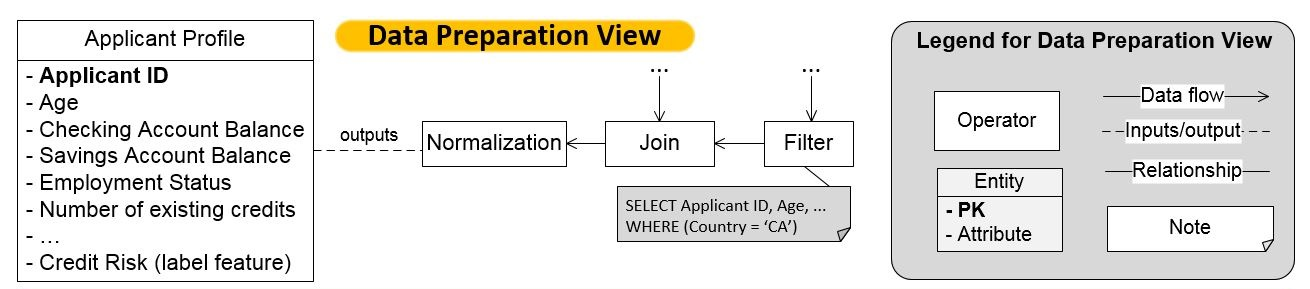 Applicant Profile
- Applicant ID
- Age
- Checking Account Balance
- Savings Account Balance
- Employment Status
- Number of existing credits
- ...
- Credit Risk (label feature)
Data Preparation View
...
...
outputs
Normalization
Join
Filter
SELECT Applicant ID, Age, ...
WHERE (Country = ‘CA’)
Legend for Data Preparation View
Operator
Data flow
Inputs/output
Relationship
Entity
- PK
- Attribute
Note